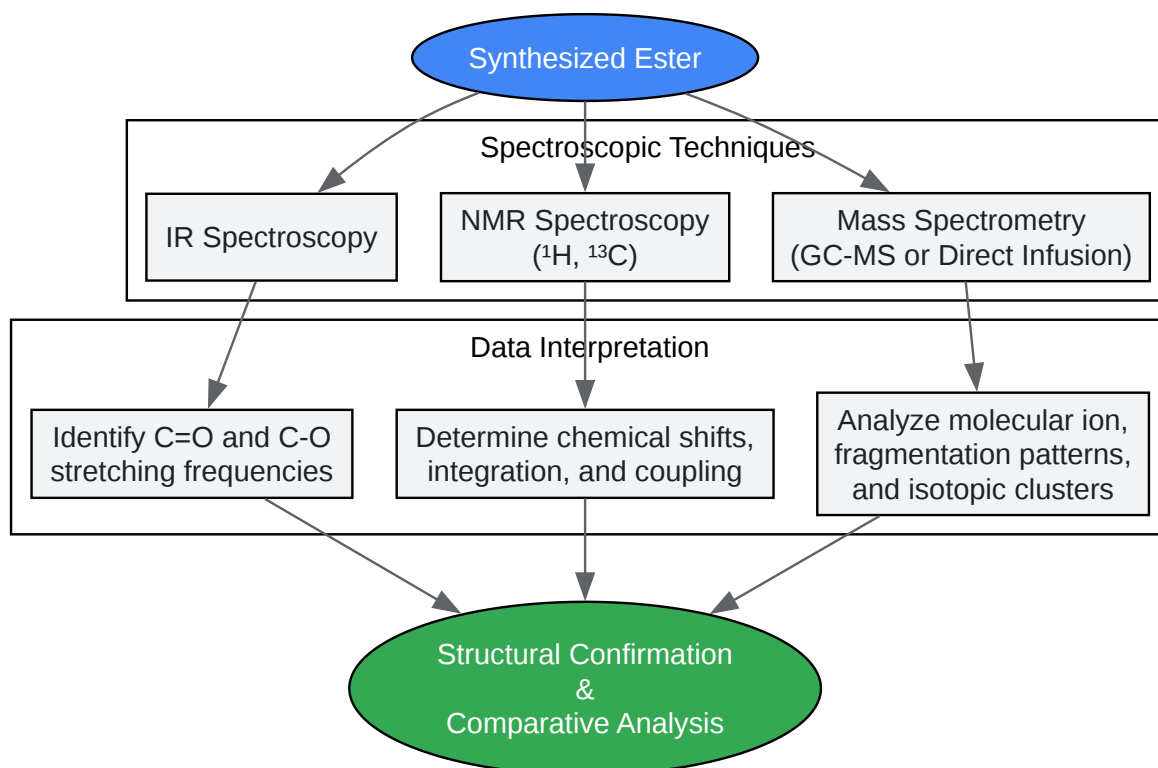 Synthesized Ester
Spectroscopic Techniques
IR Spectroscopy
NMR Spectroscopy
(¹H, ¹³C)
Mass Spectrometry
(GC-MS or Direct Infusion)
Data Interpretation
Identify C=O and C-O
stretching frequencies
Determine chemical shifts,
integration, and coupling
Analyze molecular ion,
fragmentation patterns,
and isotopic clusters
Structural Confirmation
&
Comparative Analysis